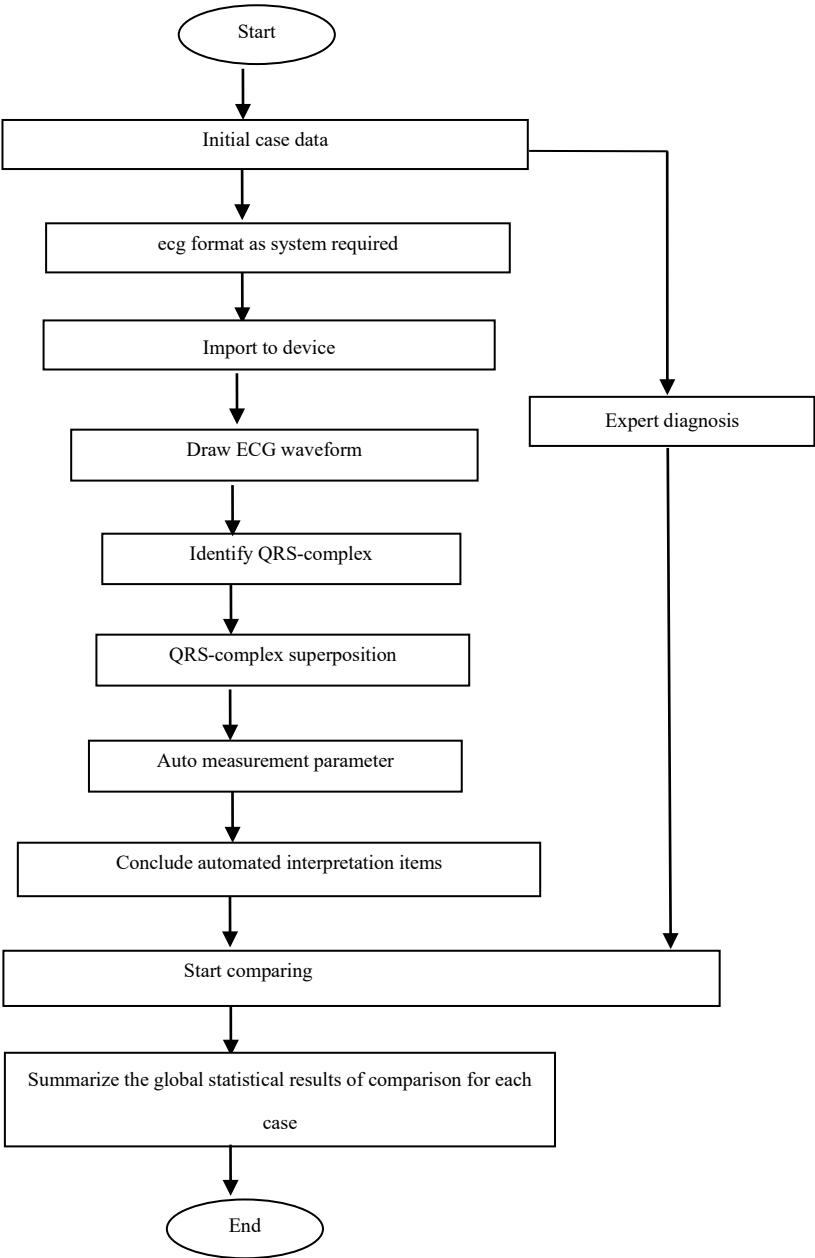 Start
Initial case data
ecg format as system required
Import to device
Expert diagnosis
Draw ECG waveform
Identify QRS-complex
QRS-complex superposition
Auto measurement parameter
Conclude automated interpretation items
Start comparing
Summarize the global statistical results of comparison for each
case
End